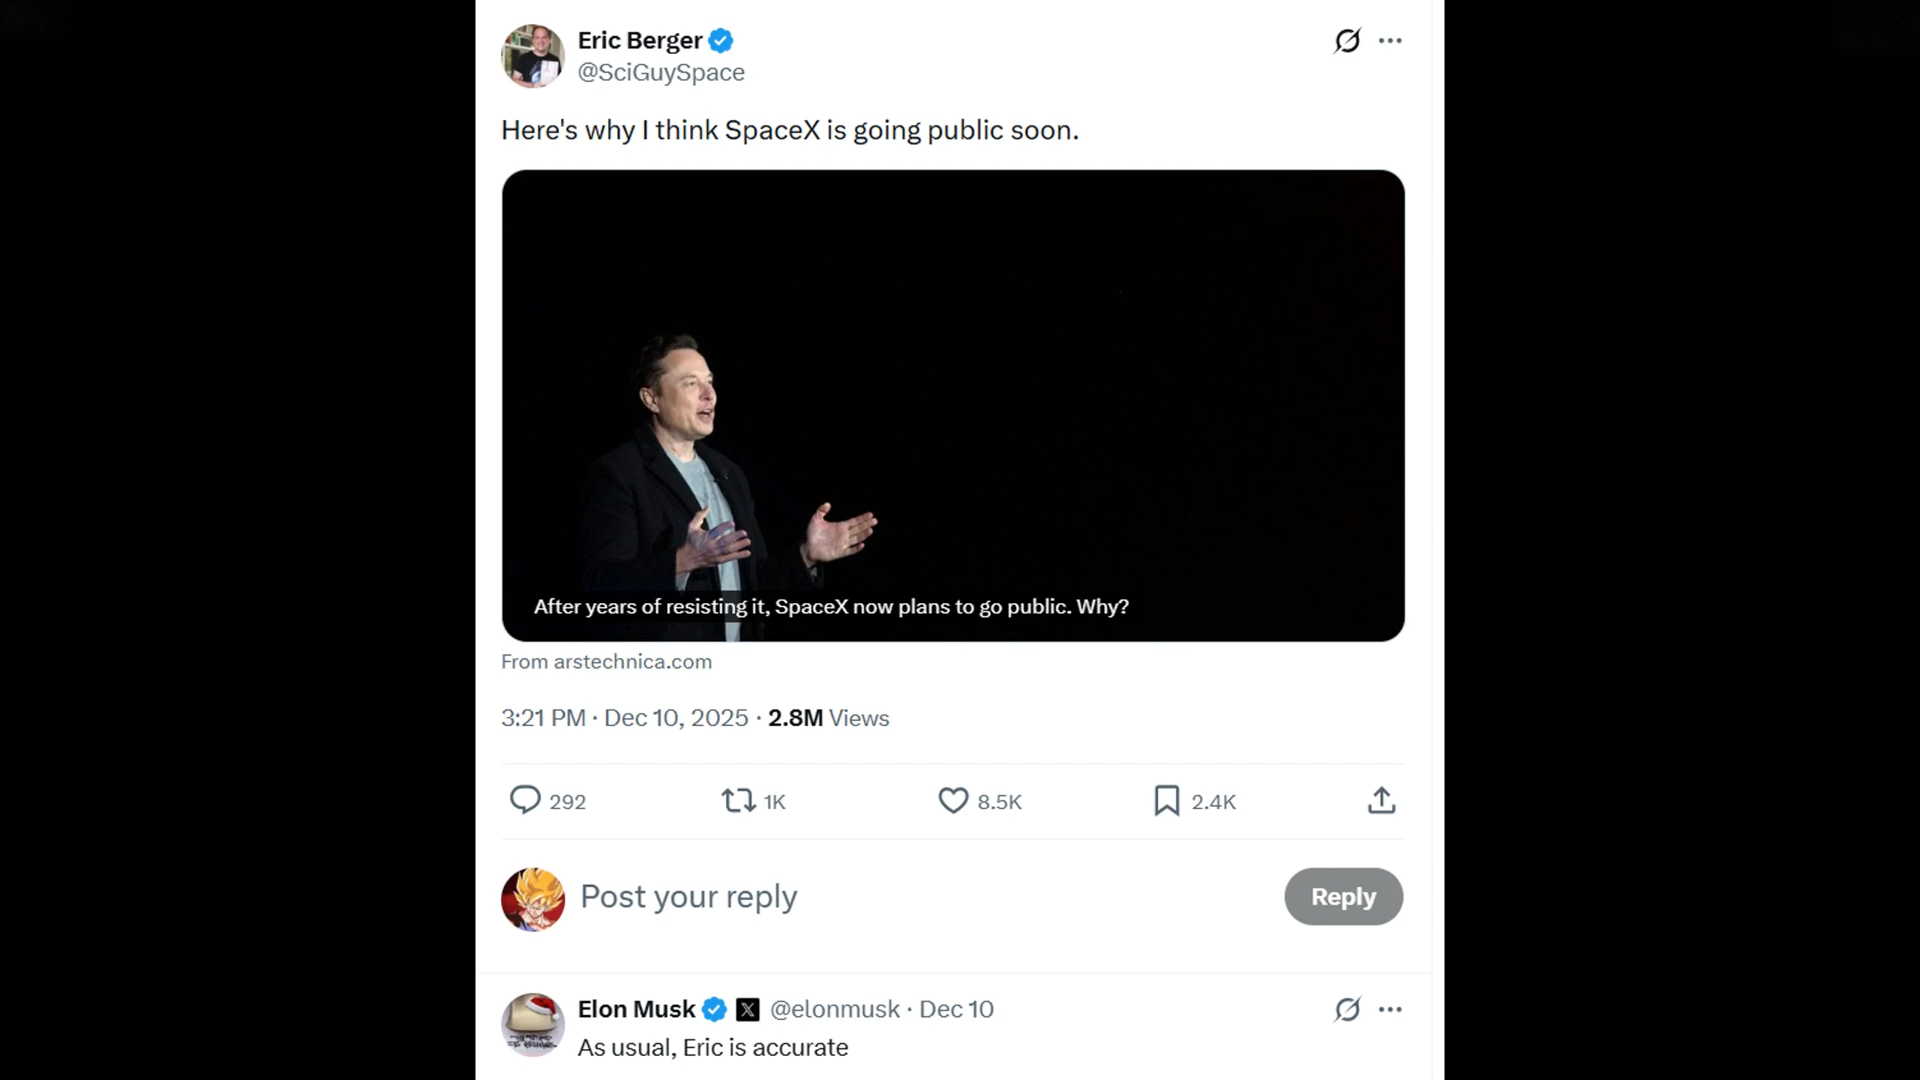 Eric Berger
@SciGuySpace
Here's why I think SpaceX is going public soon.
After years of resisting it, SpaceX now plans to go public. Why?
From arstechnica.com
3:21 PM · Dec 10, 2025 · 2.8M Views
292 1K 8.5K 2.4K
Post your reply
Reply
Elon Musk X @elonmusk · Dec 10
As usual, Eric is accurate